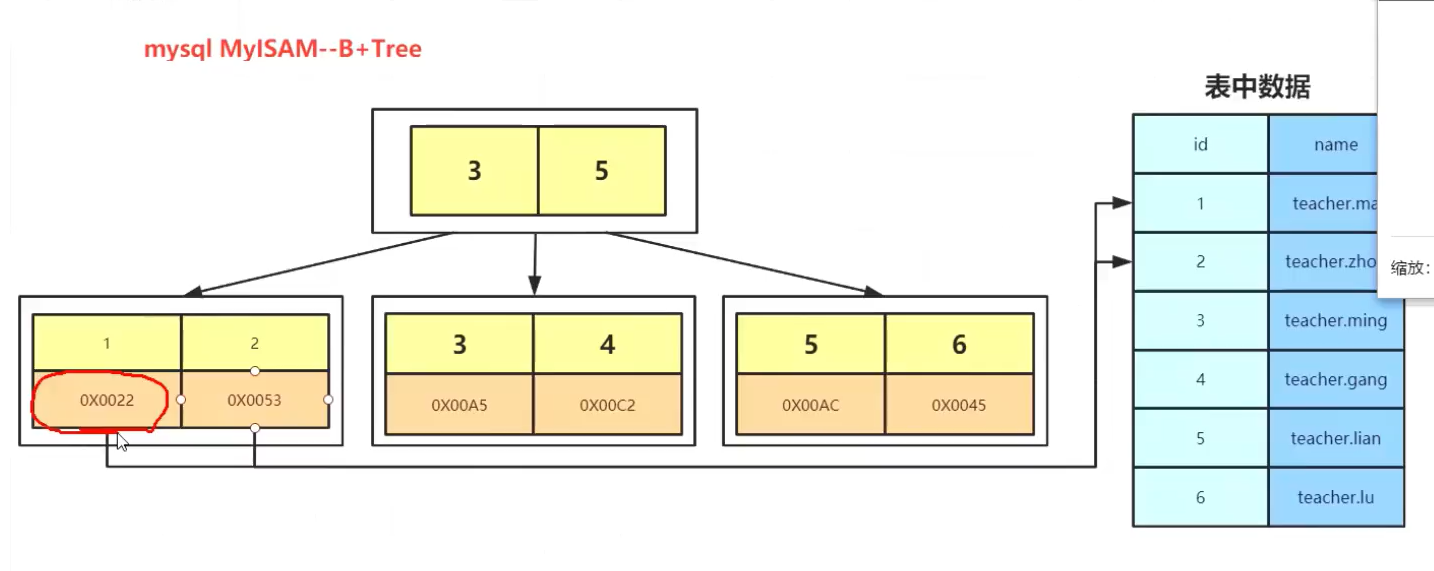 mysql MyISAM--B+Tree
表中数据
3 5
id name
1 teacher.ma
2 teacher.zho
缩放:
1 2
0X0022 0X0053
3 4
0X00A5 0X00C2
5 6
0X00AC 0X0045
3 teacher.ming
4 teacher.gang
5 teacher.lian
6 teacher.lu